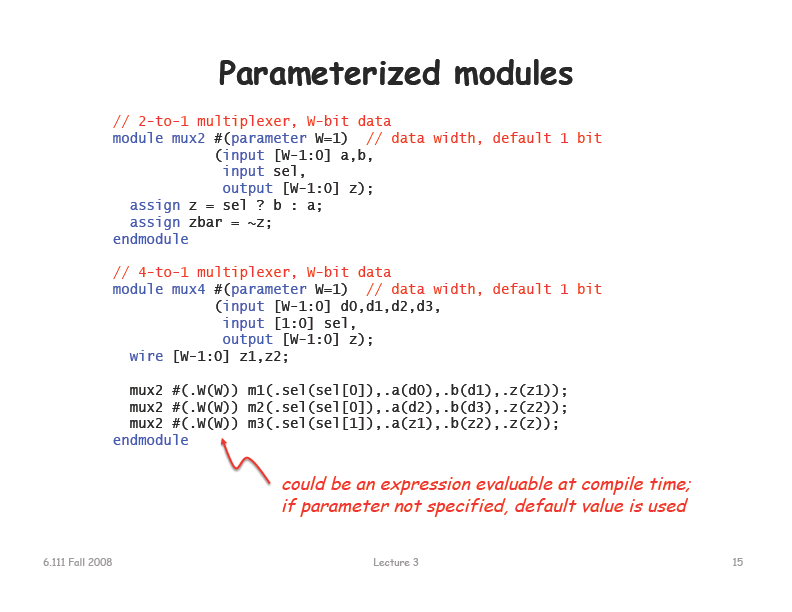 Parameterized modules
// 2-to-1 multiplexer, W-bit data
module mux2 #(parameter W=1)  // data width, default 1 bit
            (input [W-1:0] a,b,
             input sel,
             output [W-1:0] z);
  assign z = sel ? b : a;
  assign zbar = ~z;
endmodule
// 4-to-1 multiplexer, W-bit data
module mux4 #(parameter W=1)  // data width, default 1 bit
            (input [W-1:0] d0,d1,d2,d3,
             input [1:0] sel,
             output [W-1:0] z);
  wire [W-1:0] z1,z2;
  mux2 #(.W(W)) m1(.sel(sel[0]),.a(d0),.b(d1),.z(z1));
  mux2 #(.W(W)) m2(.sel(sel[0]),.a(d2),.b(d3),.z(z2));
  mux2 #(.W(W)) m3(.sel(sel[1]),.a(z1),.b(z2),.z(z));
endmodule
could be an expression evaluable at compile time;
if parameter not specified, default value is used
6.111 Fall 2008 Lecture 3 15